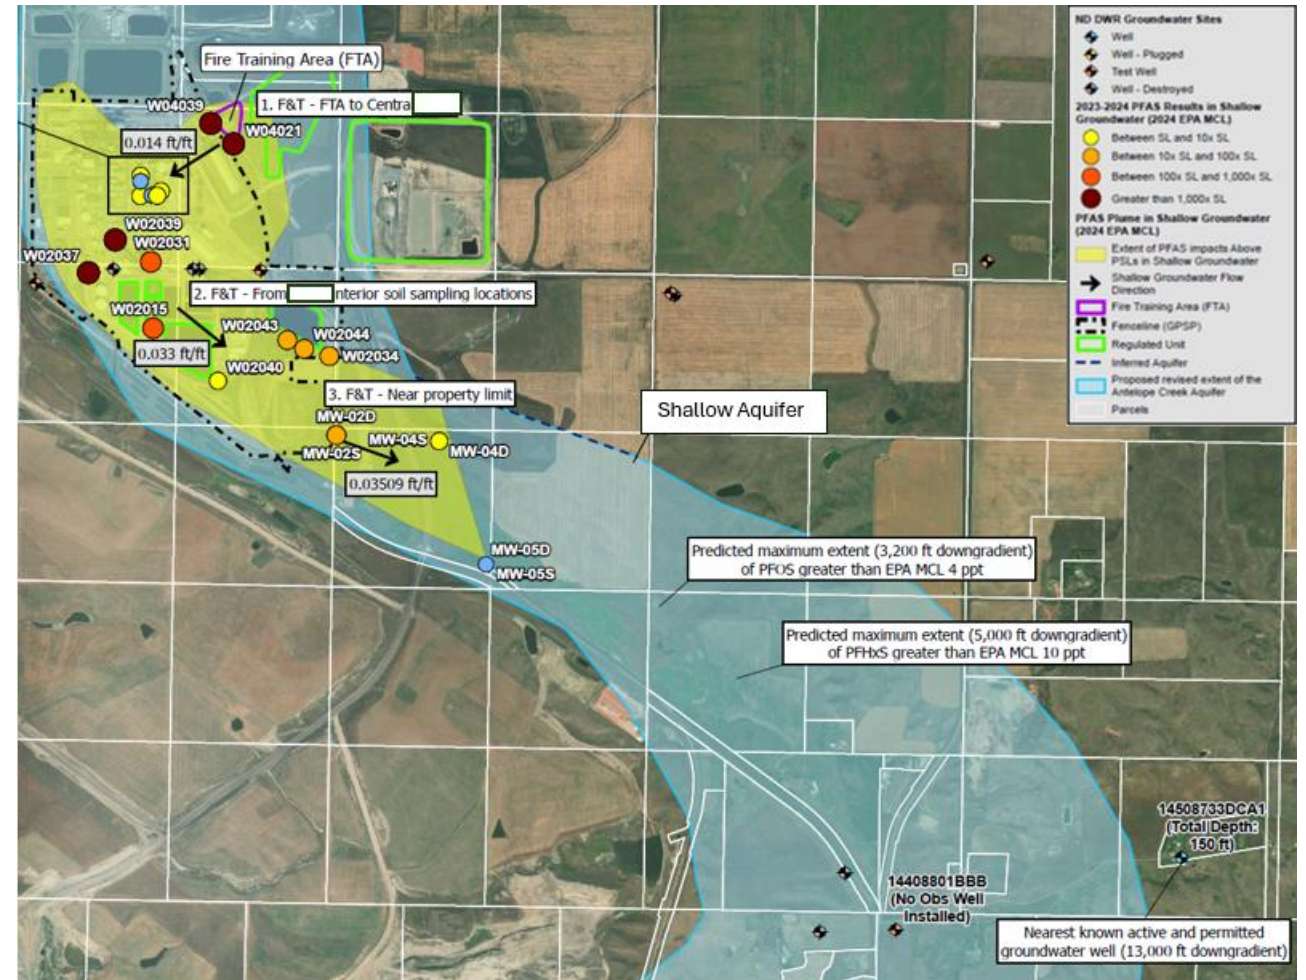 Fire Training Area (FTA)
W04039
1. F&T - FTA to Centra
W04021
0.014 ft/ft
W02039
W02031
W02037
2. F&T - From nterior soil sampling locations
W02015
W02043
W02044
0.033 ft/ft
W02034
W02040
3. F&T - Near property limit
Shallow Aquifer
MW-02D
MW-04S
MW-04D
MW-02S
0.03509 ft/ft
MW-05D
MW-05S
Predicted maximum extent (3,200 ft downgradient)
of PFOS greater than EPA MCL 4 ppt
Predicted maximum extent (5,000 ft downgradient)
of PFHxS greater than EPA MCL 10 ppt
14508733DCA1
(Total Depth:
150 ft)
14408801BBB
(No Obs Well
Installed)
Nearest known active and permitted
groundwater well (13,000 ft downgradient)
ND DWR Groundwater Sites
Well
Well - Plugged
Test Well
Well - Destroyed
2023-2024 PFAS Results in Shallow
Groundwater (2024 EPA MCL)
Between SL and 10x SL
Between 10x SL and 100x SL
Between 100x SL and 1,000x SL
Greater than 1,000x SL
PFAS Plume in Shallow Groundwater
(2024 EPA MCL)
Extent of PFAS impacts Above
PSLs in Shallow Groundwater
Shallow Groundwater Flow
Direction
Fire Training Area (FTA)
Fenceline (GPSP)
Regulated Unit
Inferred Aquifer
Proposed revised extent of the
Antelope Creek Aquifer
Parcels